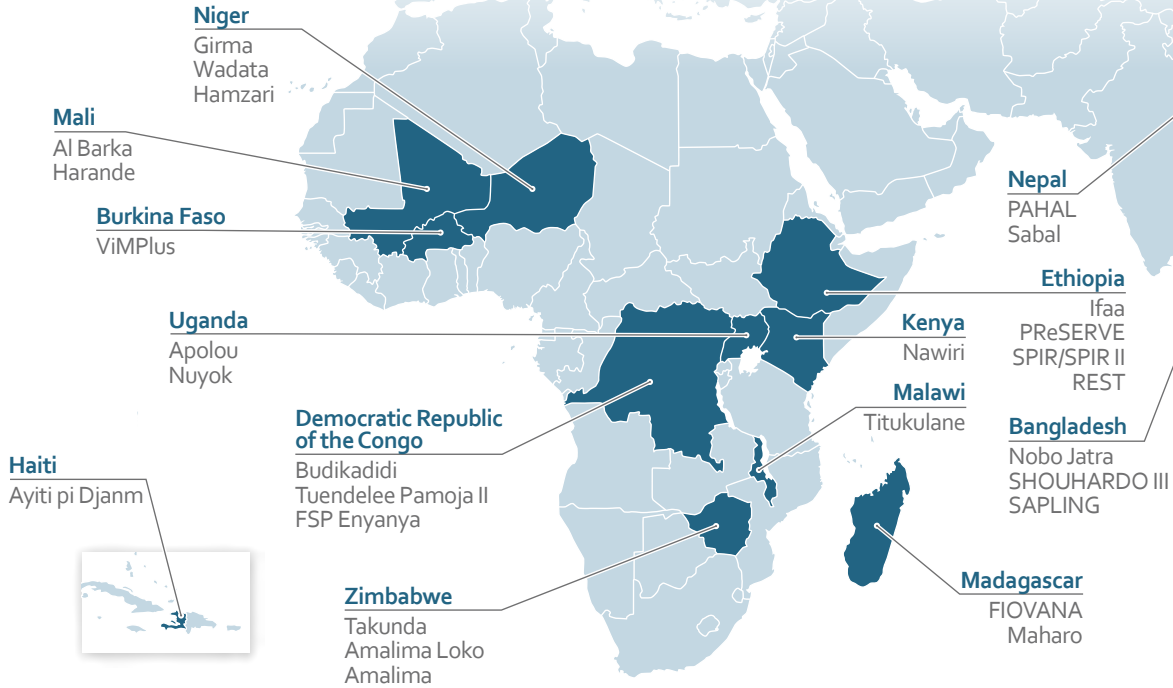 Niger
Girma
Wadata
Hamzari
Mali
Al Barka
Harande
Burkina Faso
ViMPlus
Uganda
Apolou
Nuyok
Democratic Republic
of the Congo
Budikadidi
Tuendelee Pamoja II
FSP Enyanya
Haiti
Ayiti pi Djanm
Zimbabwe
Takunda
Amalima Loko
Amalima
Nepal
PAHAL
Sabal
Ethiopia
Ifaa
PReSERVE
SPIR/SPIR II
REST
Kenya
Nawiri
Malawi
Titukulane
Bangladesh
Nobo Jatra
SHOUHARDO III
SAPLING
Madagascar
FIOVANA
Maharo